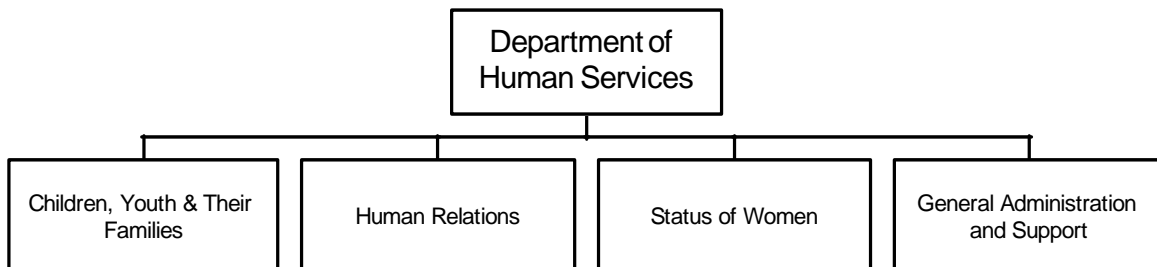 Department of
Human Services
Children, Youth & Their
Families
Human Relations
Status of Women
General Administration
and Support